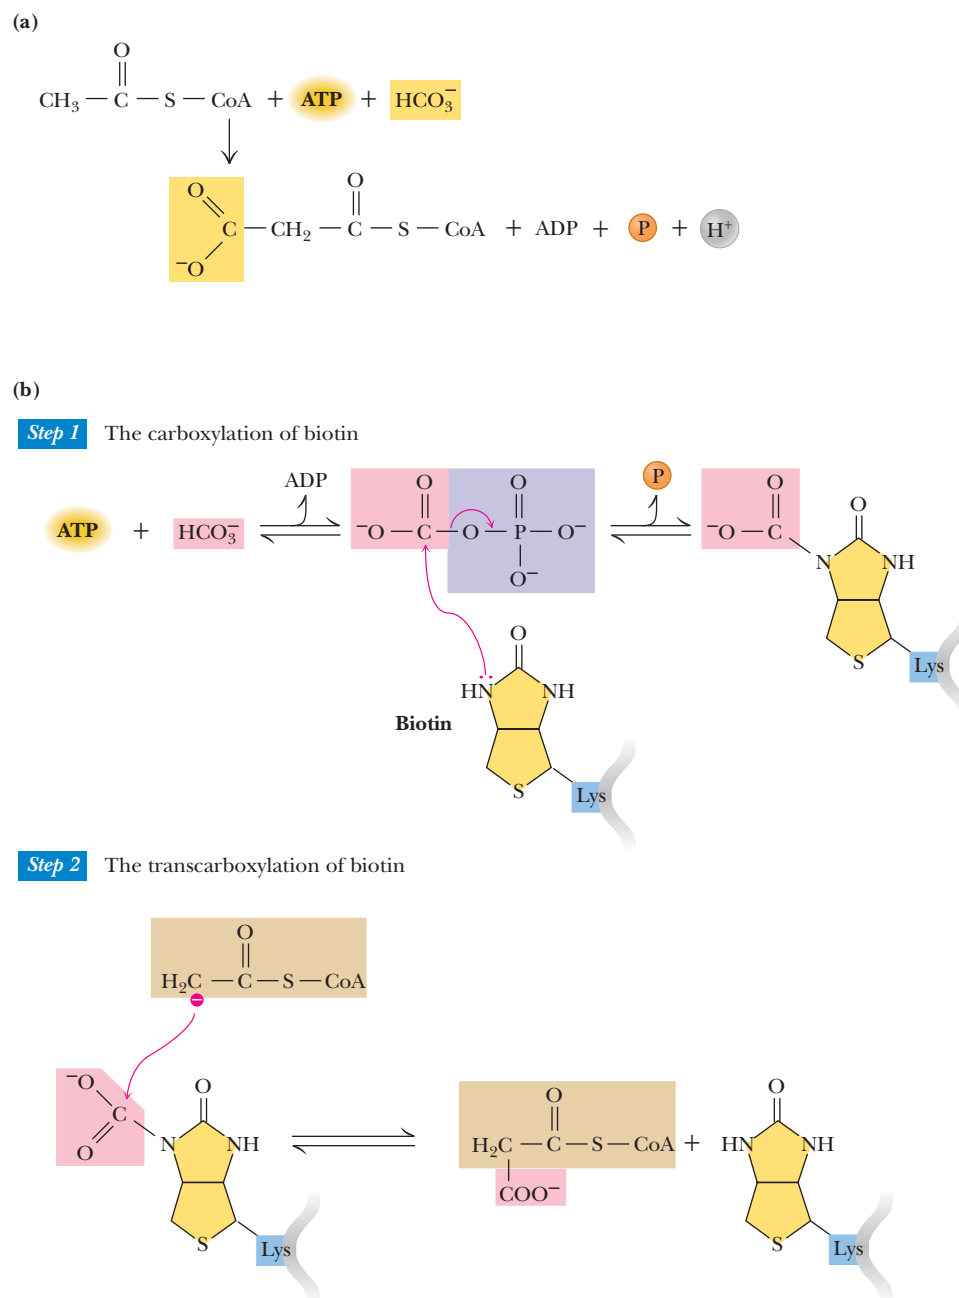 (a)
O
CH₃ — C — S — CoA + ATP + HCO₃⁻
O O
C — CH₂ — C — S — CoA + ADP + P + H⁺
⁻O
(b)
Step 1 The carboxylation of biotin
ADP O O P O
ATP + HCO₃⁻ ⁻O — C — O — P — O⁻ ⁻O — C O
O⁻ N NH
O S Lys
HN NH
Biotin
S Lys
Step 2 The transcarboxylation of biotin
O
H₂C — C — S — CoA
−
⁻O O O O
C N NH H₂C — C — S — CoA + HN NH
O COO⁻
S Lys S Lys